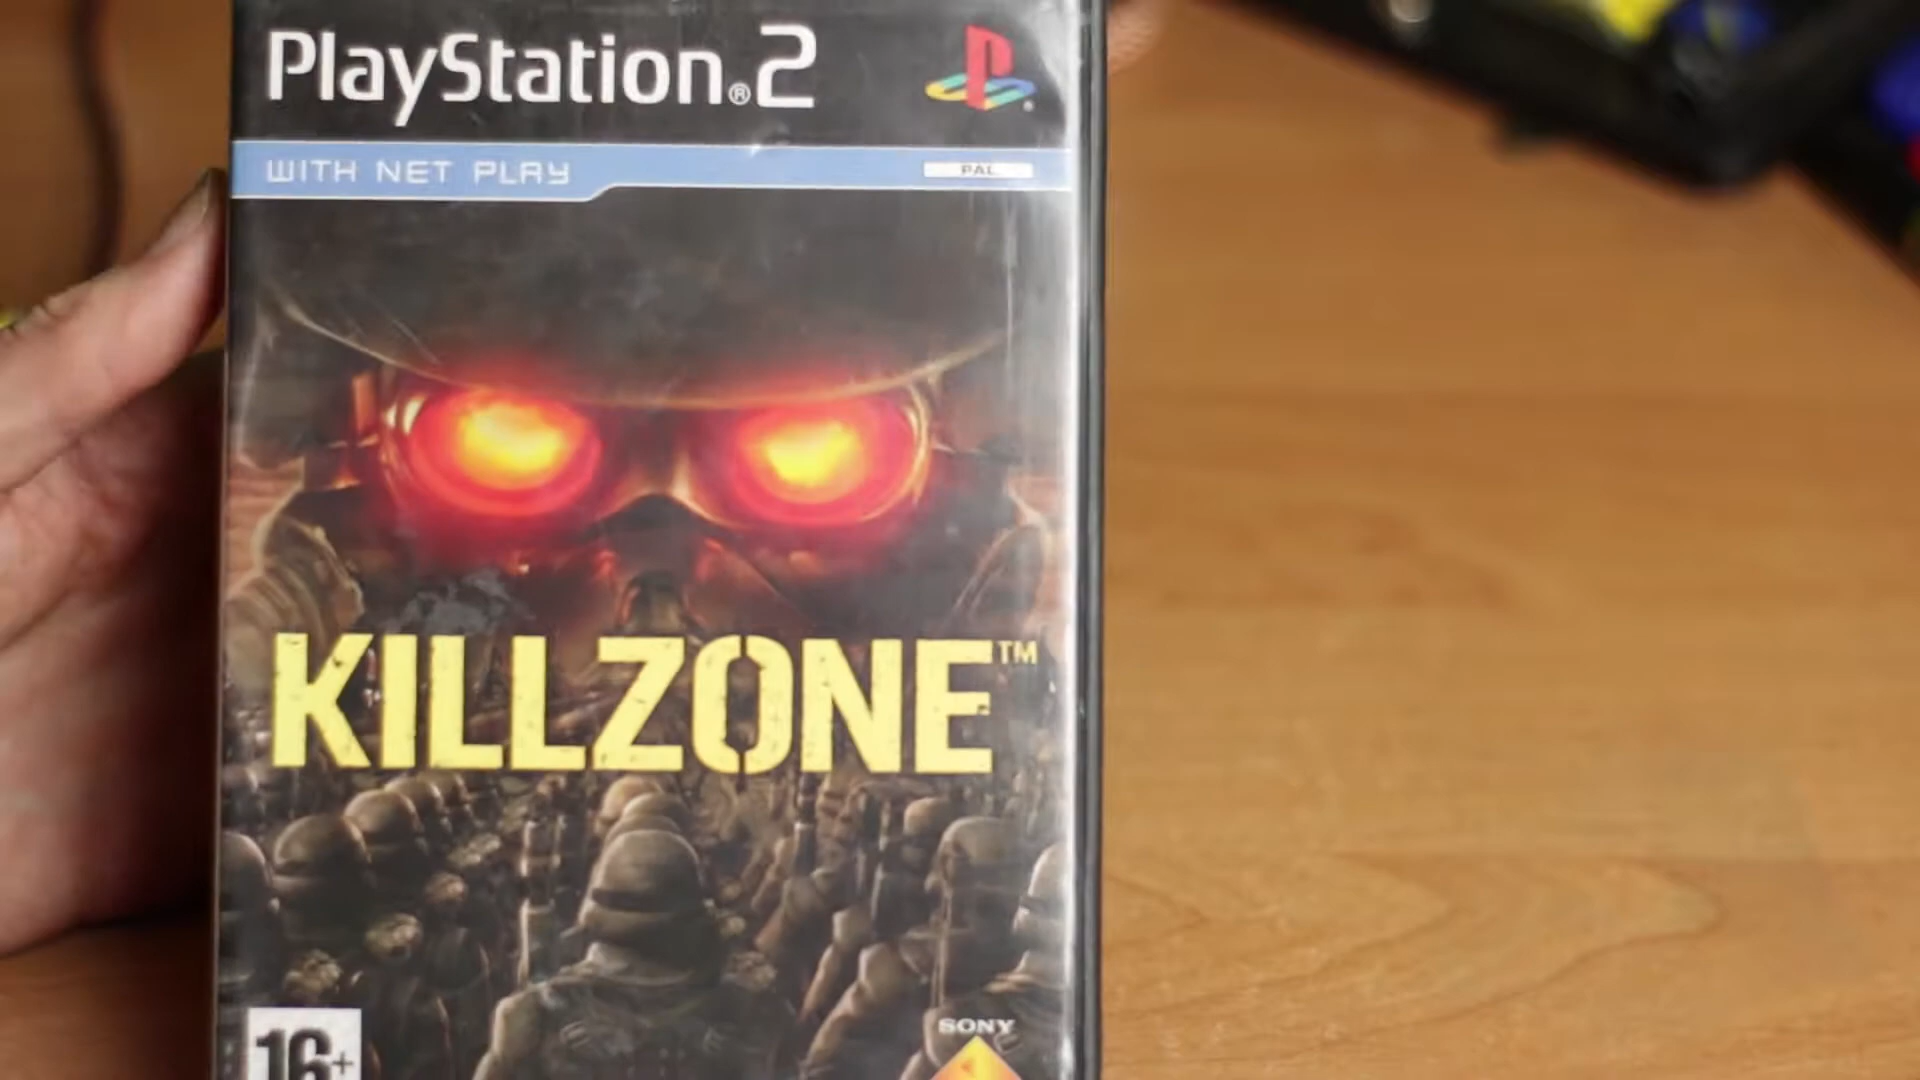 PlayStation®2
WITH NET PLAY
PAL
KILLZONE™
16+
SONY